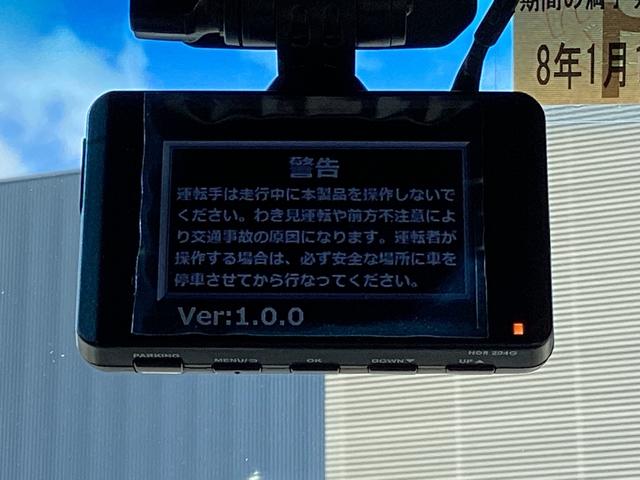 期間の満了
8年1月
警告
運転手は走行中に本製品を操作しないで
ください。わき見運転や前方不注意によ
り交通事故の原因になります。運転者が
操作する場合は、必ず安全な場所に車を
停車させてから行なってください。
Ver:1.0.0
HDR 204G
PARKING MENU/⮌ OK DOWN▼ UP▲